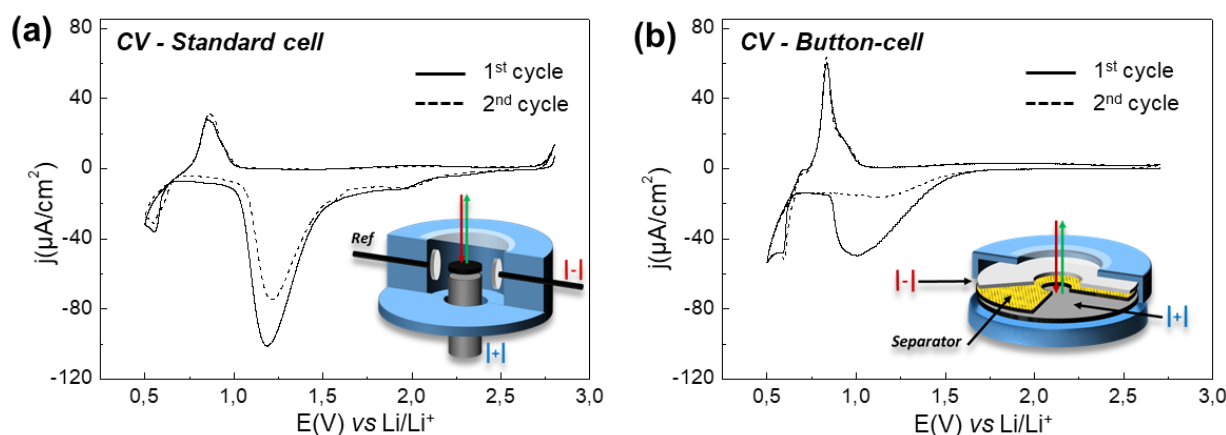 (a)
CV - Standard cell
1st cycle
2nd cycle
80
40
0
-40
-80
-120
j(µA/cm²)
0,5
1,0
1,5
2,0
2,5
3,0
E(V) vs Li/Li⁺
Ref
|-|
|+|
(b)
CV - Button-cell
1st cycle
2nd cycle
80
40
0
-40
-80
-120
j(µA/cm²)
0,5
1,0
1,5
2,0
2,5
3,0
E(V) vs Li/Li⁺
|-|
Separator
|+|